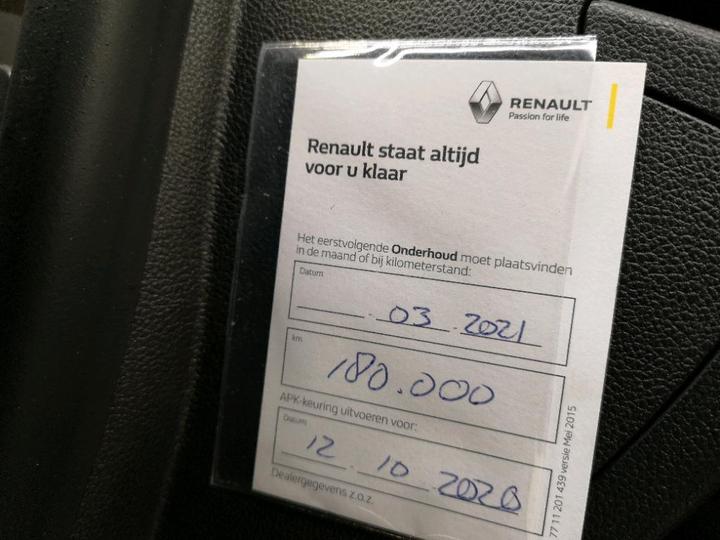 RENAULT
Passion for life
Renault staat altijd
voor u klaar
Het eerstvolgende Onderhoud moet plaatsvinden
in de maand of bij kilometerstand:
Datum
03 . 2021
km
180.000
APK-keuring uitvoeren voor:
Datum
12 . 10 . 2020
Dealergegevens z.o.z.
77 11 201 439 versie Mei 2015